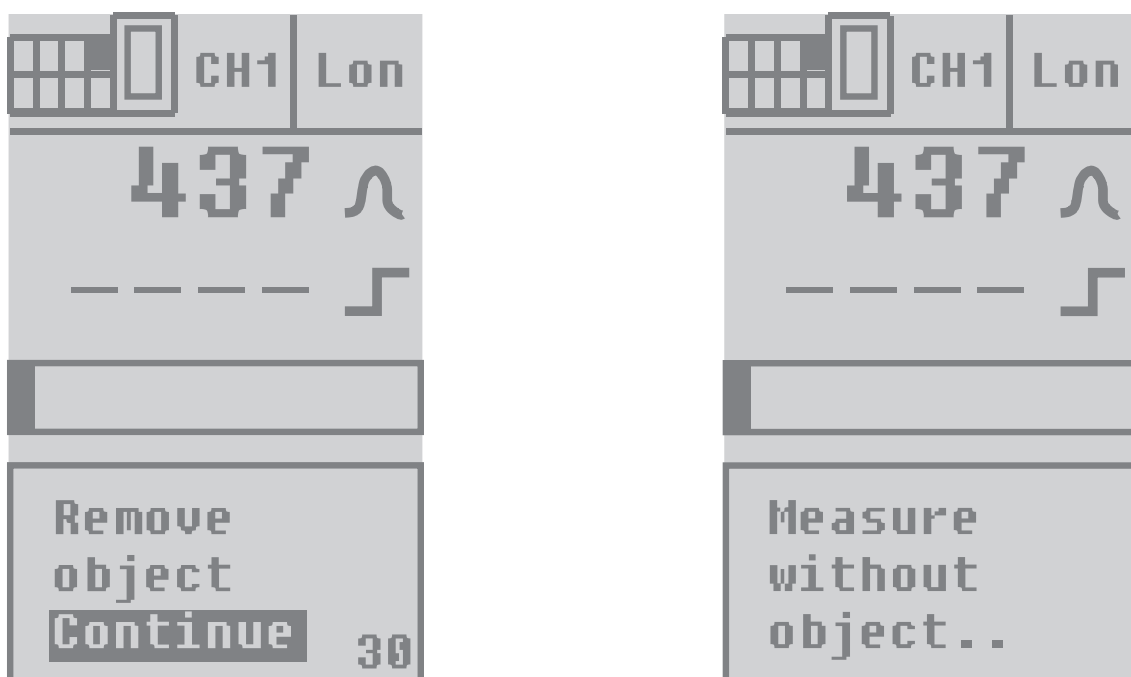 CH1 Lon
437
Remove
object
Continue
30
CH1 Lon
437
Measure
without
object..